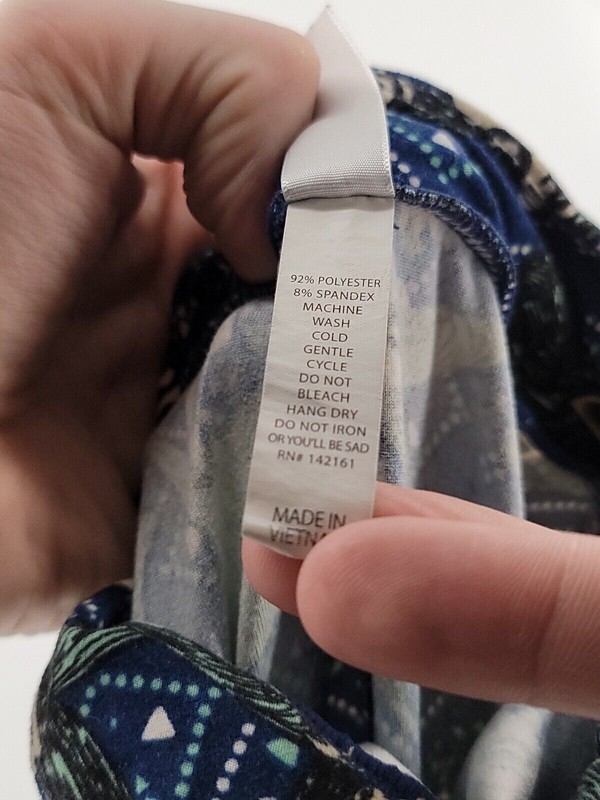 92% POLYESTER
8% SPANDEX
MACHINE
WASH
COLD
GENTLE
CYCLE
DO NOT
BLEACH
HANG DRY
DO NOT IRON
OR YOU'LL BE SAD
RN# 142161
MADE IN